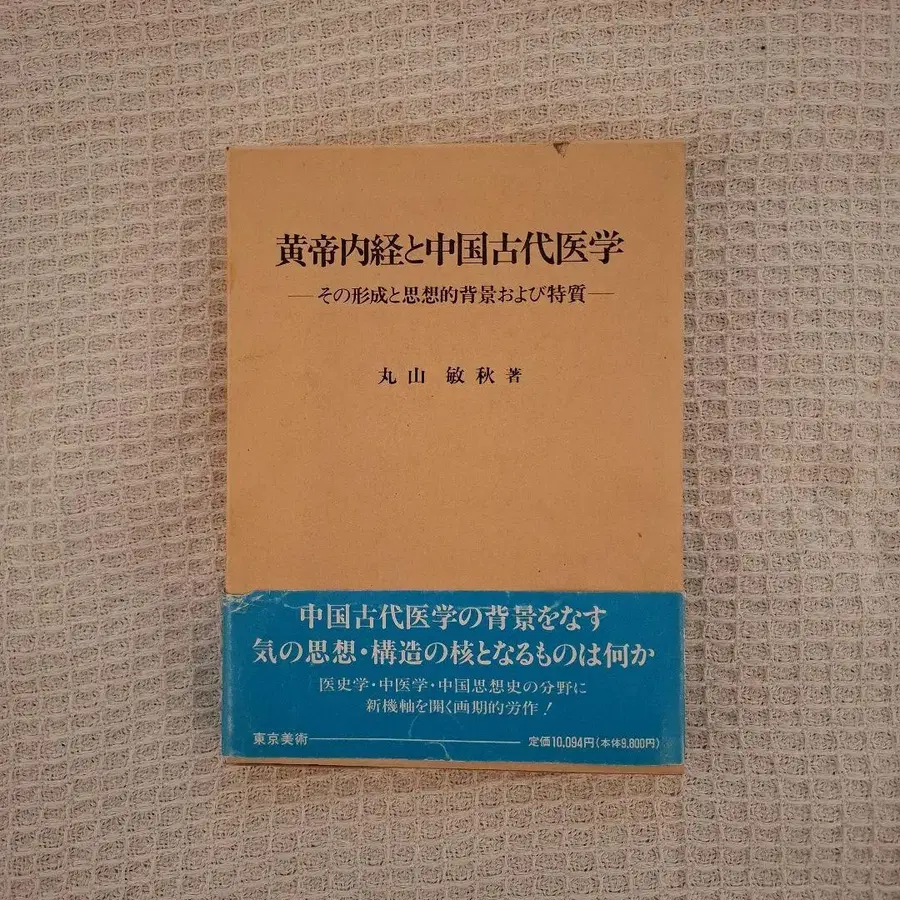 黄帝内経と中国古代医学
―その形成と思想的背景および特質―
丸山 敏秋 著
中国古代医学の背景をなす
気の思想・構造の核となるものは何か
医史学・中医学・中国思想史の分野に
新機軸を開く画期的労作!
東京美術 定価10,094円(本体9,800円)